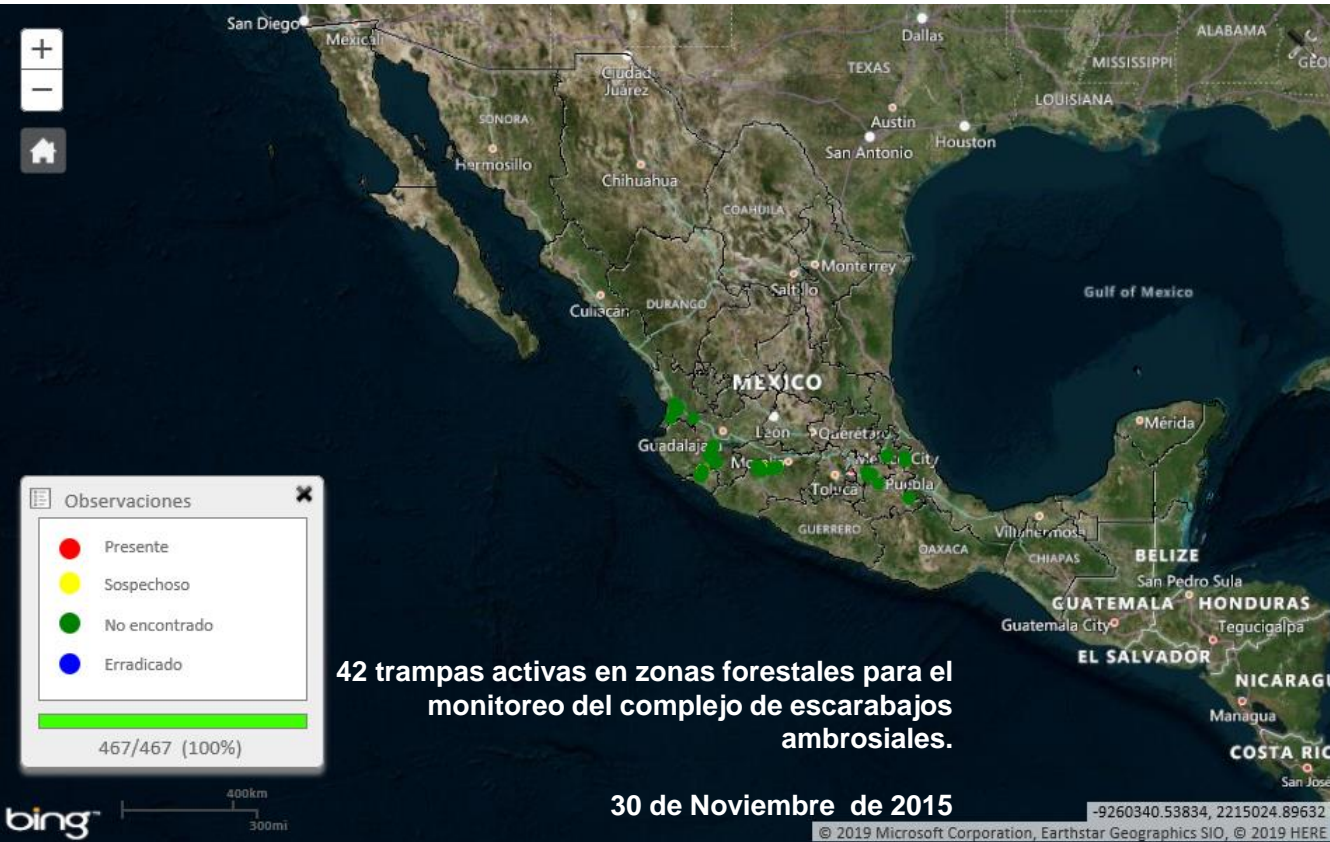 +
−
San Diego
Mexicali
Dallas
ALABAMA
TEXAS
MISSISSIPPI
Ciudad
Juárez
LOUISIANA
SONORA
Austin
Houston
San Antonio
Hermosillo
Chihuahua
COAHUILA
Monterrey
Saltillo
Gulf of Mexico
Culiacán
DURANGO
MEXICO
León
Querétaro
Mérida
Toluca
Puebla
GUERRERO
Villahermosa
OAXACA
CHIAPAS
BELIZE
San Pedro Sula
GUATEMALA
HONDURAS
Guatemala City
Tegucigalpa
EL SALVADOR
NICARAGU
Managua
COSTA RIC
San José
Observaciones
Presente
Sospechoso
No encontrado
Erradicado
467/467 (100%)
42 trampas activas en zonas forestales para el
monitoreo del complejo de escarabajos
ambrosiales.
30 de Noviembre de 2015
bing
400km
300mi
-9260340.53834, 2215024.89632
© 2019 Microsoft Corporation, Earthstar Geographics SIO, © 2019 HERE